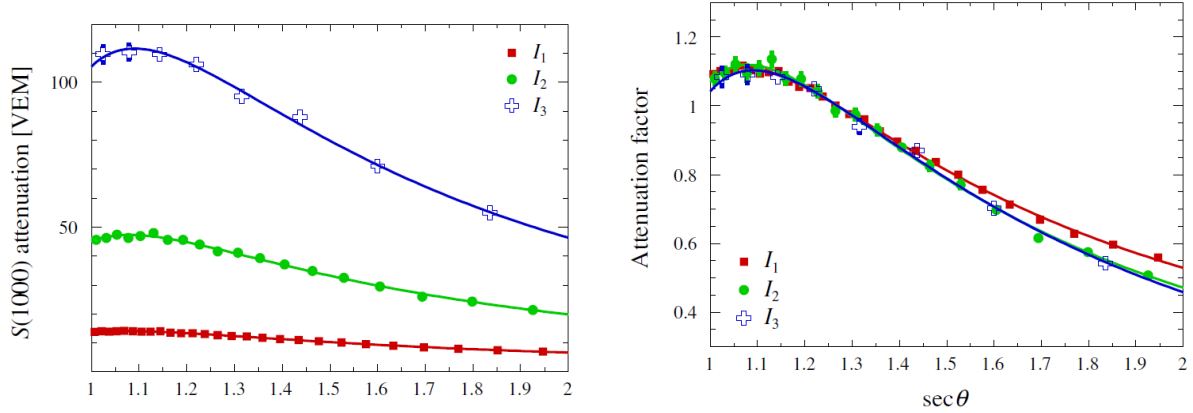 S(1000) attenuation [VEM]
100
50
1 1.1 1.2 1.3 1.4 1.5 1.6 1.7 1.8 1.9 2
I1
I2
I3
Attenuation factor
1.2
1
0.8
0.6
0.4
I1
I2
I3
1 1.1 1.2 1.3 1.4 1.5 1.6 1.7 1.8 1.9 2
sec θ